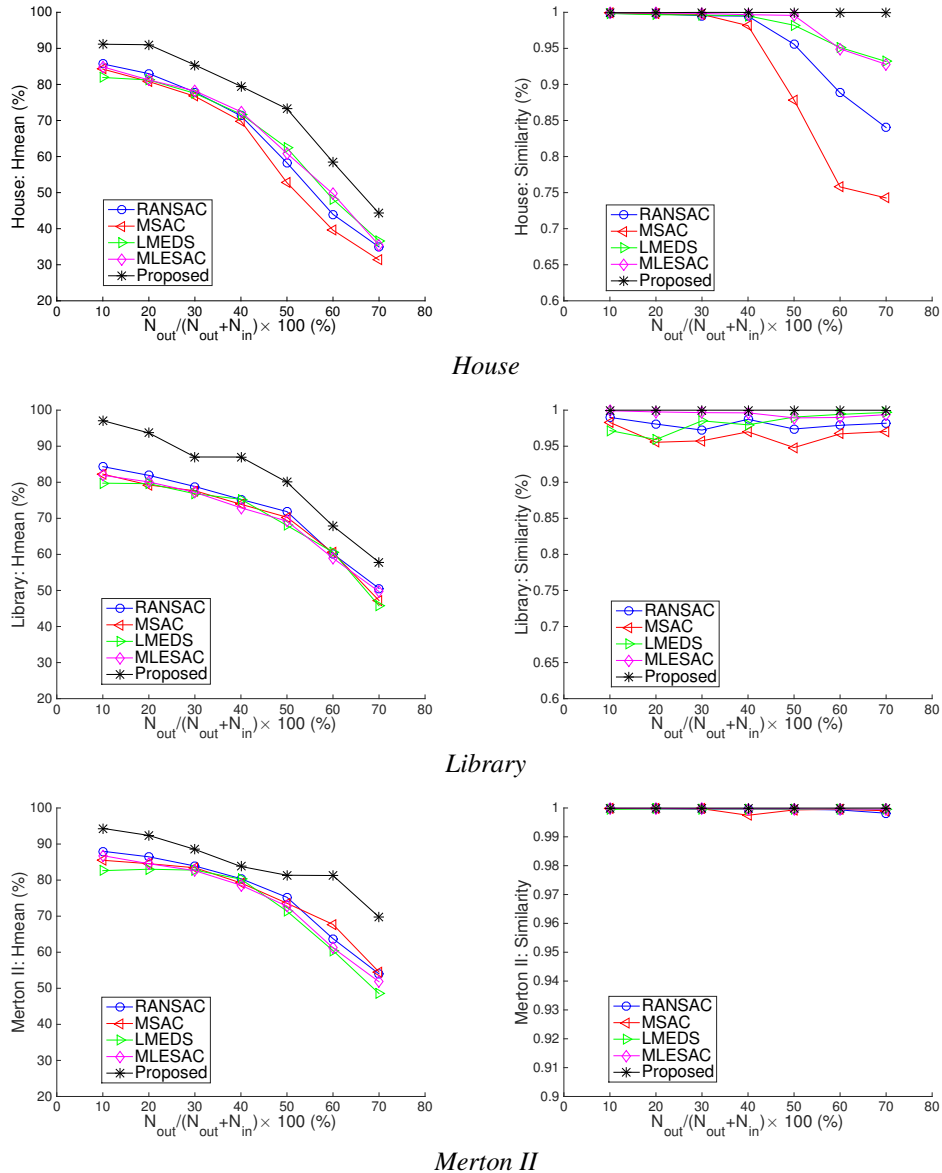 100
90
80
70
60
50
40
30
20
0 10 20 30 40 50 60 70 80
House: Hmean (%)
N_out/(N_out+N_in)× 100 (%)
RANSAC
MSAC
LMEDS
MLESAC
Proposed
1
0.95
0.9
0.85
0.8
0.75
0.7
0.65
0.6
0 10 20 30 40 50 60 70 80
House: Similarity (%)
N_out/(N_out+N_in)× 100 (%)
RANSAC
MSAC
LMEDS
MLESAC
Proposed
House
100
90
80
70
60
50
40
30
20
0 10 20 30 40 50 60 70 80
Library: Hmean (%)
N_out/(N_out+N_in)× 100 (%)
RANSAC
MSAC
LMEDS
MLESAC
Proposed
1
0.95
0.9
0.85
0.8
0.75
0.7
0.65
0.6
0 10 20 30 40 50 60 70 80
Library: Similarity (%)
N_out/(N_out+N_in)× 100 (%)
RANSAC
MSAC
LMEDS
MLESAC
Proposed
Library
100
90
80
70
60
50
40
30
20
0 10 20 30 40 50 60 70 80
Merton II: Hmean (%)
N_out/(N_out+N_in)× 100 (%)
RANSAC
MSAC
LMEDS
MLESAC
Proposed
1
0.99
0.98
0.97
0.96
0.95
0.94
0.93
0.92
0.91
0.9
0 10 20 30 40 50 60 70 80
Merton II: Similarity
N_out/(N_out+N_in)× 100 (%)
RANSAC
MSAC
LMEDS
MLESAC
Proposed
Merton II